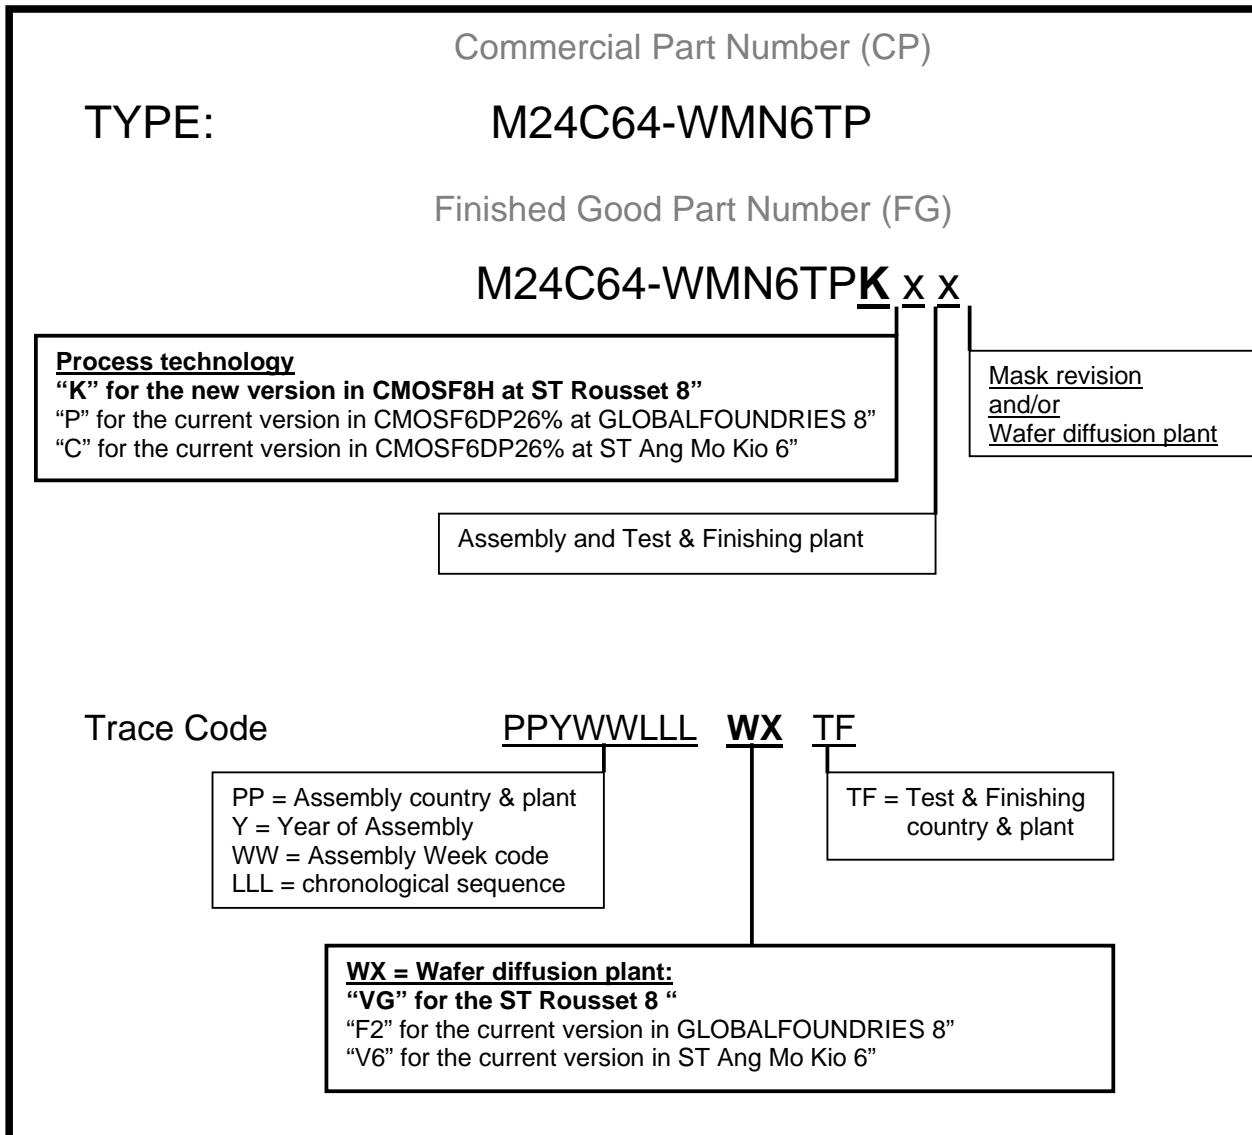 Commercial Part Number (CP)
TYPE: M24C64-WMN6TP
Finished Good Part Number (FG)
M24C64-WMN6TPK x x
Process technology
“K” for the new version in CMOSF8H at ST Rousset 8”
“P” for the current version in CMOSF6DP26% at GLOBALFOUNDRIES 8”
“C” for the current version in CMOSF6DP26% at ST Ang Mo Kio 6”
Mask revision
and/or
Wafer diffusion plant
Assembly and Test & Finishing plant
Trace Code PPYWWLLL WX TF
PP = Assembly country & plant
Y = Year of Assembly
WW = Assembly Week code
LLL = chronological sequence
TF = Test & Finishing
country & plant
WX = Wafer diffusion plant:
“VG” for the ST Rousset 8 “
“F2” for the current version in GLOBALFOUNDRIES 8”
“V6” for the current version in ST Ang Mo Kio 6”